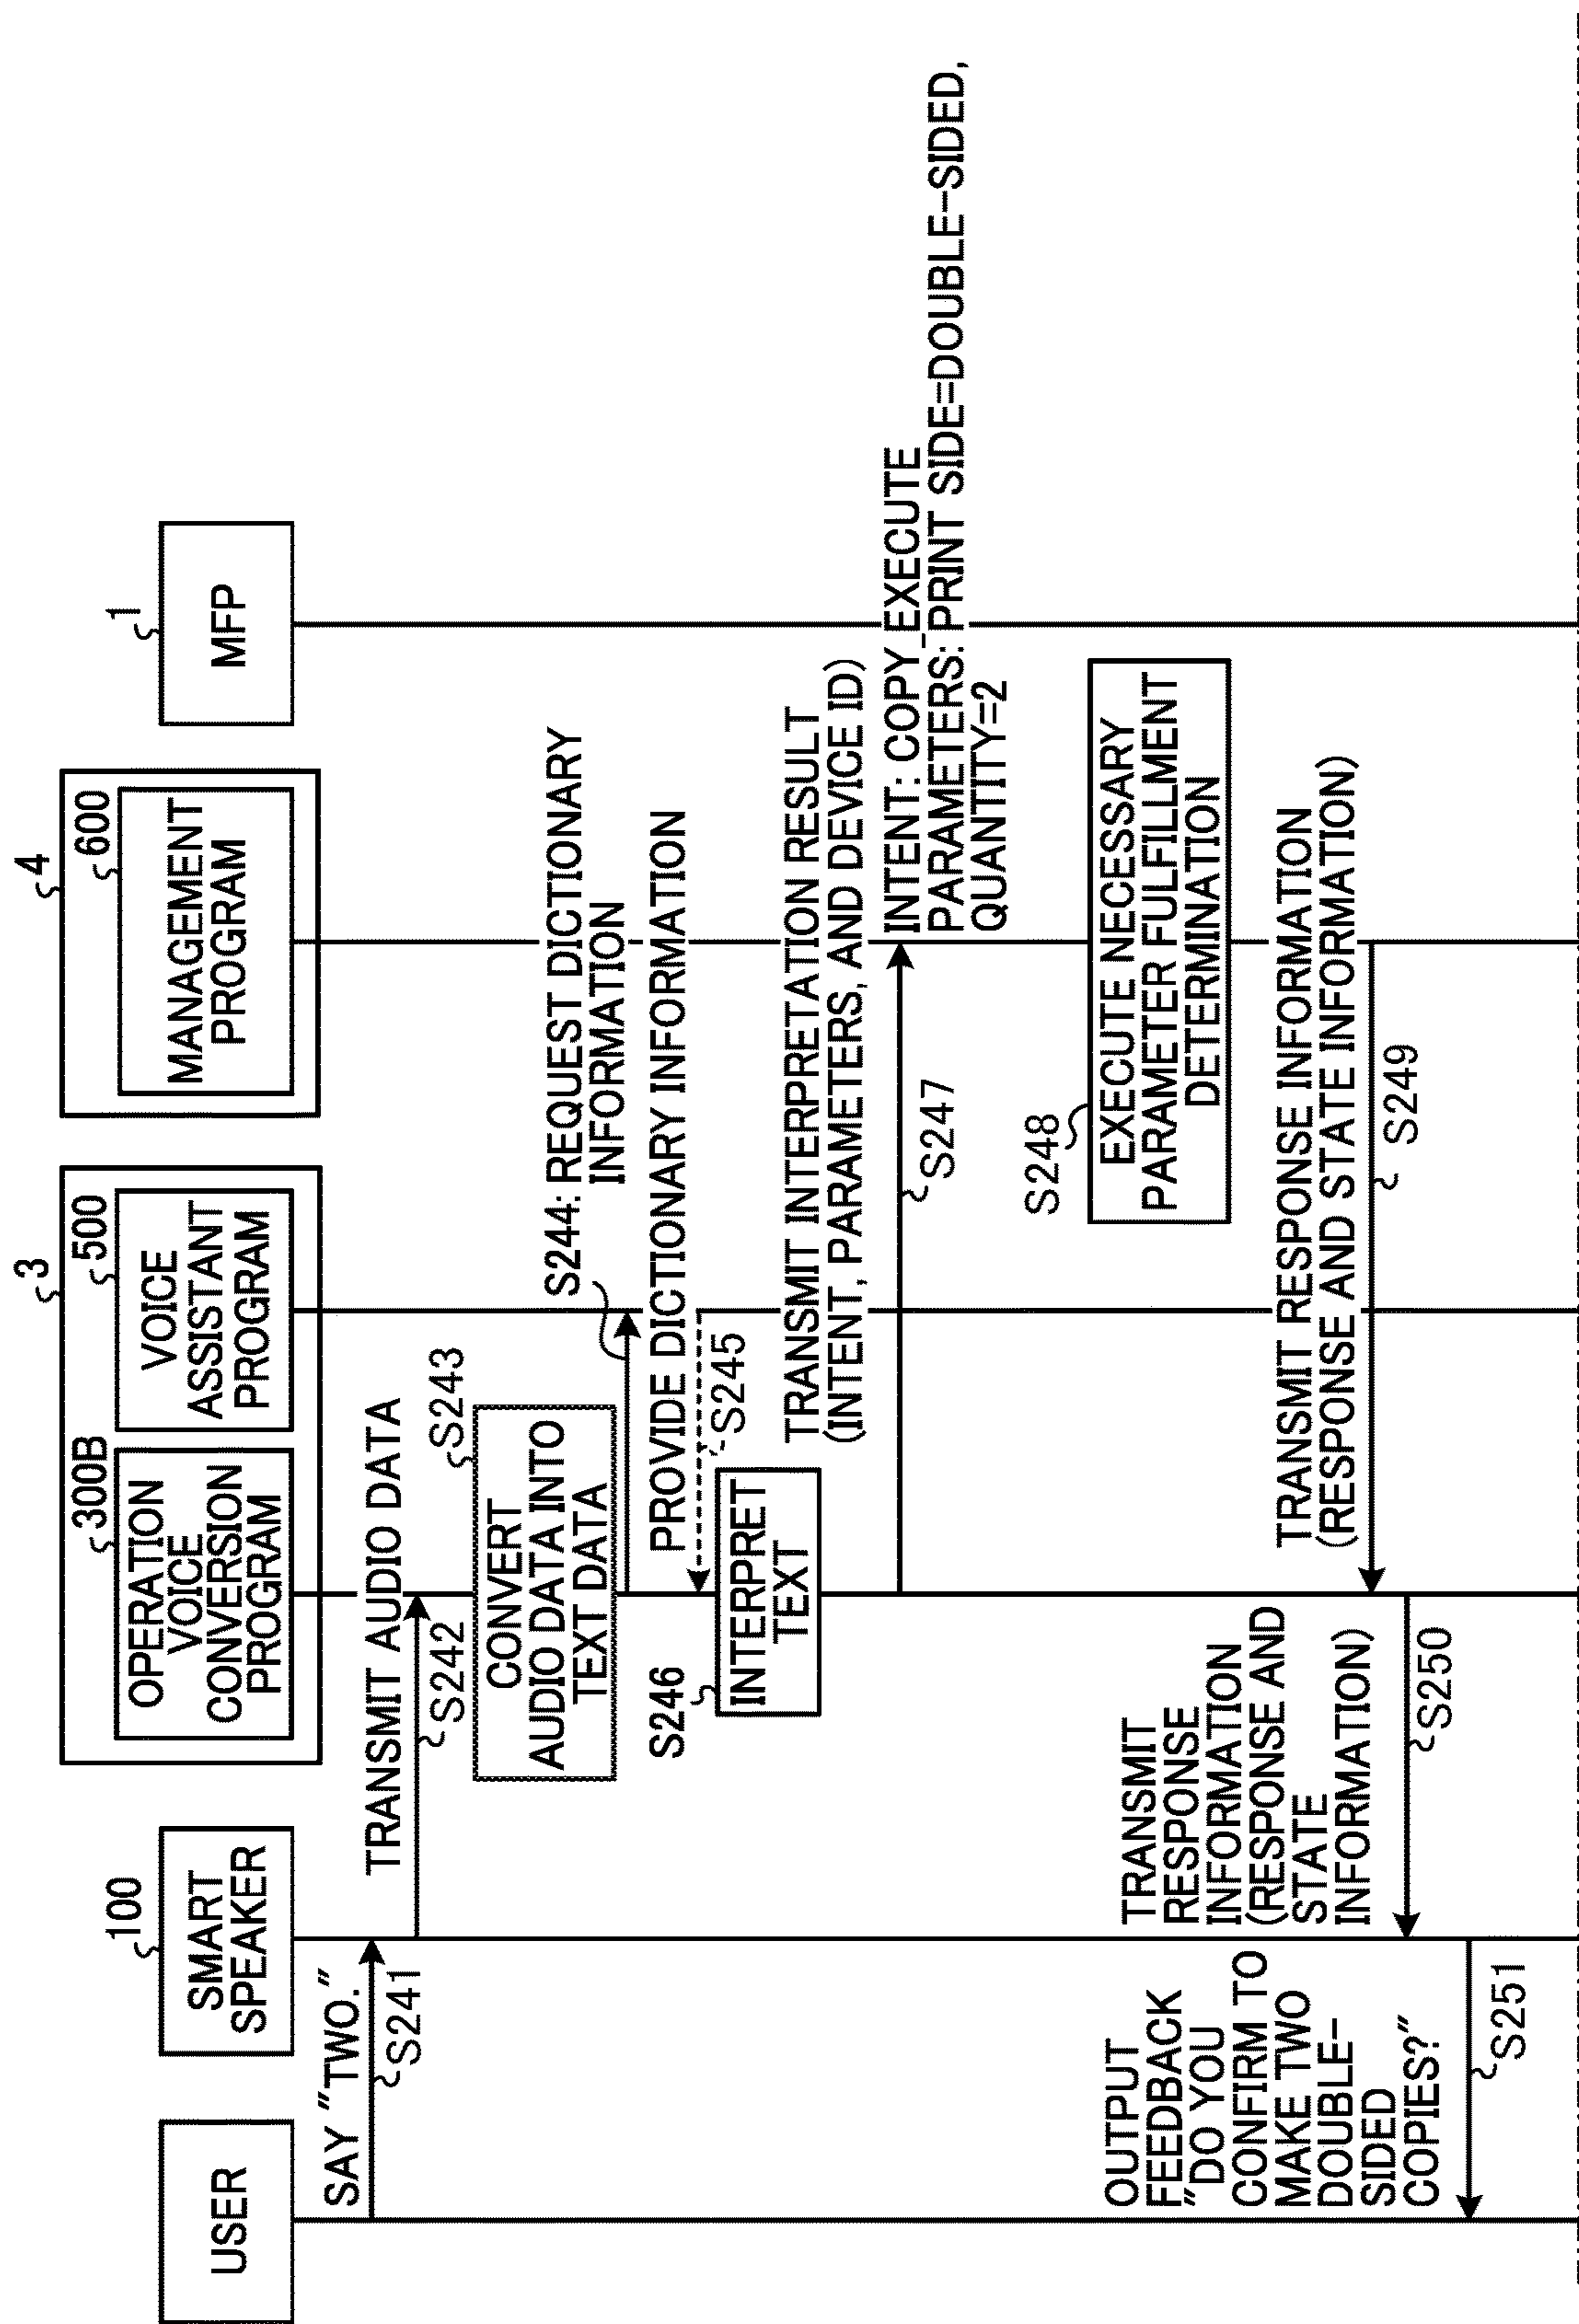 USER
100
SMART
SPEAKER
3
300B
OPERATION
VOICE
CONVERSION
PROGRAM
500
VOICE
ASSISTANT
PROGRAM
4
600
MANAGEMENT
PROGRAM
1
MFP
SAY "TWO."
S241
TRANSMIT AUDIO DATA
S242
S243
CONVERT
AUDIO DATA INTO
TEXT DATA
S244: REQUEST DICTIONARY
INFORMATION
PROVIDE DICTIONARY INFORMATION
S245
S246
INTERPRET
TEXT
TRANSMIT INTERPRETATION RESULT
(INTENT, PARAMETERS, AND DEVICE ID)
S247
INTENT: COPY_EXECUTE
PARAMETERS: PRINT SIDE=DOUBLE-SIDED,
QUANTITY=2
S248
EXECUTE NECESSARY
PARAMETER FULFILLMENT
DETERMINATION
TRANSMIT RESPONSE INFORMATION
(RESPONSE AND STATE INFORMATION)
S249
TRANSMIT
RESPONSE
INFORMATION
(RESPONSE AND
STATE
INFORMATION)
S250
OUTPUT
FEEDBACK
"DO YOU
CONFIRM TO
MAKE TWO
DOUBLE-
SIDED
COPIES?"
S251